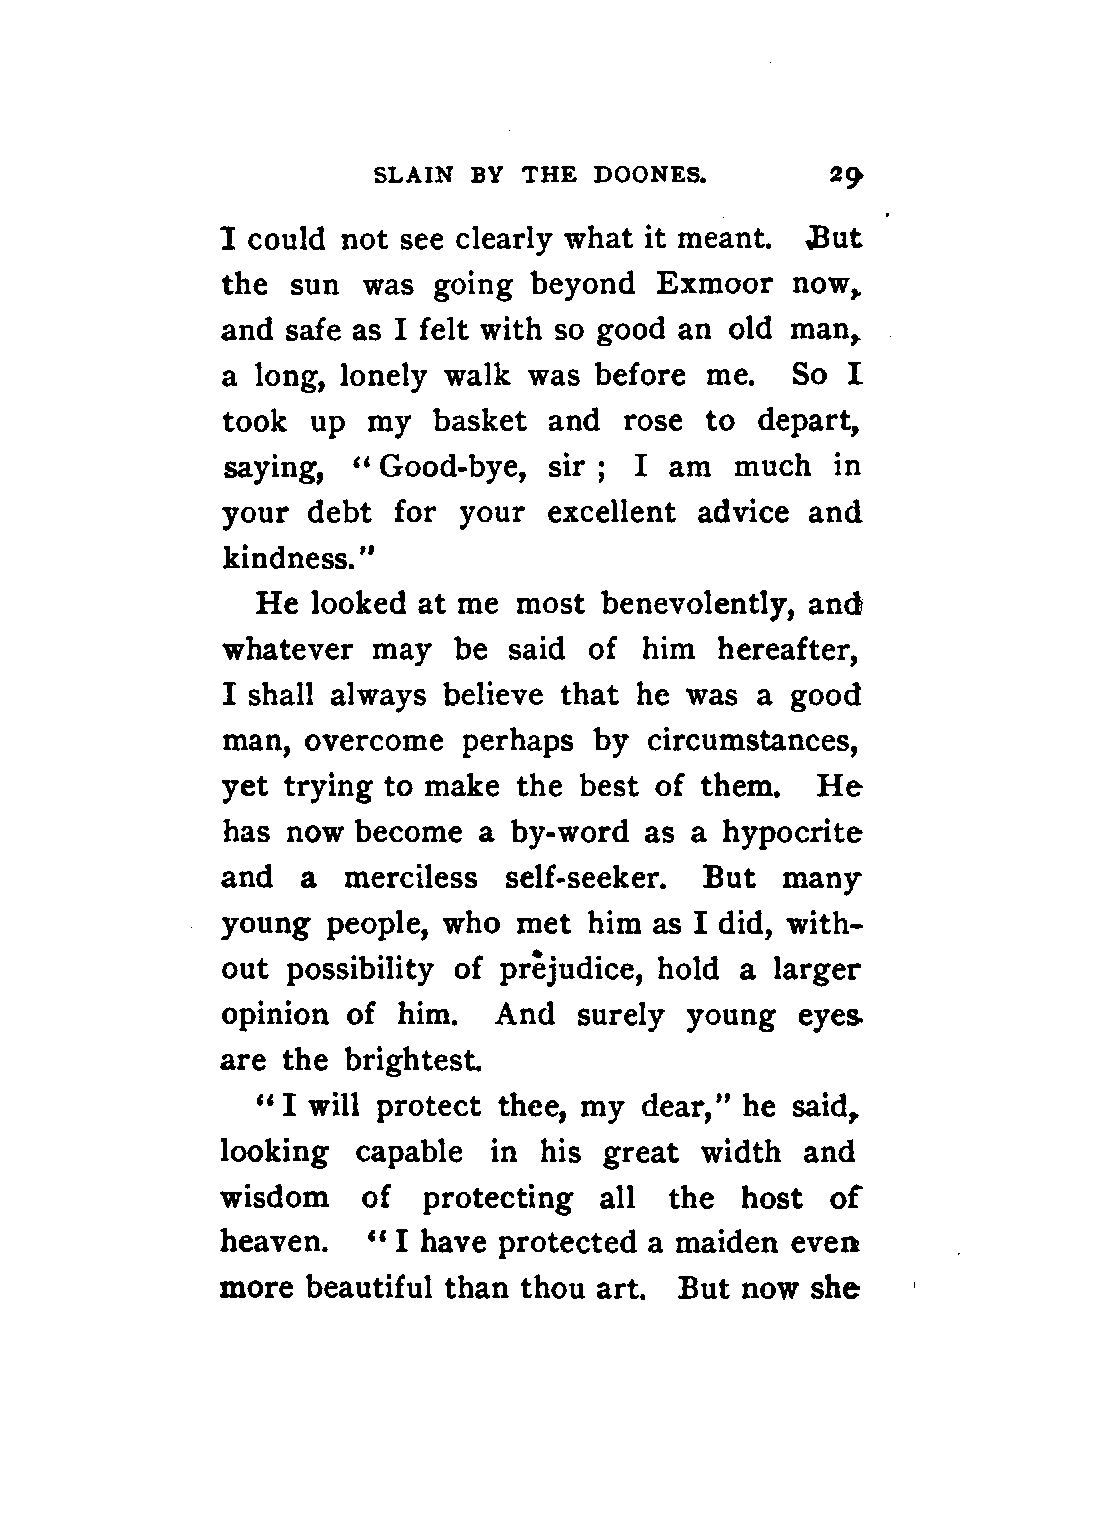 SLAIN BY THE DOONES. 29
I could not see clearly what it meant. But
the sun was going beyond Exmoor now,
and safe as I felt with so good an old man,
a long, lonely walk was before me. So I
took up my basket and rose to depart,
saying, “Good-bye, sir; I am much in
your debt for your excellent advice and
kindness.”
He looked at me most benevolently, and
whatever may be said of him hereafter,
I shall always believe that he was a good
man, overcome perhaps by circumstances,
yet trying to make the best of them. He
has now become a by-word as a hypocrite
and a merciless self-seeker. But many
young people, who met him as I did, with-
out possibility of prejudice, hold a larger
opinion of him. And surely young eyes
are the brightest.
“I will protect thee, my dear,” he said,
looking capable in his great width and
wisdom of protecting all the host of
heaven. “I have protected a maiden even
more beautiful than thou art. But now she